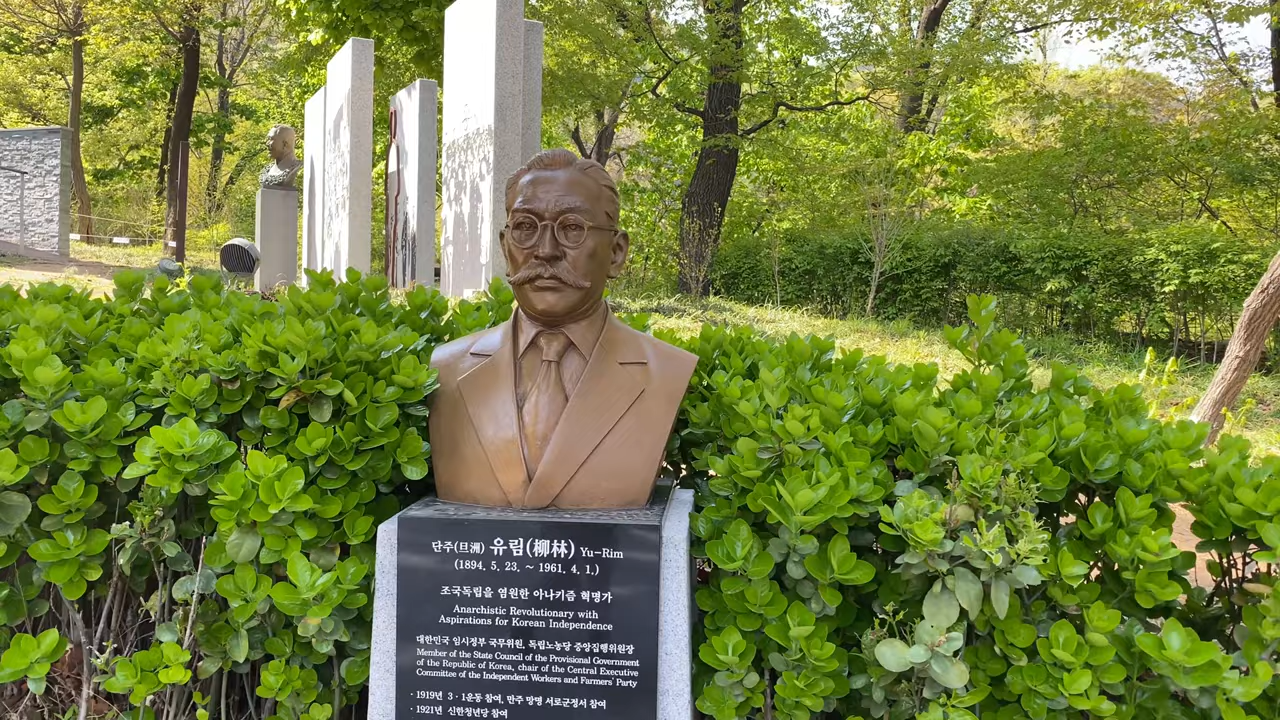 단주(旦洲) 유림(柳林) Yu-Rim
(1894. 5. 23. ~ 1961. 4. 1.)
조국독립을 염원한 아나키즘 혁명가
Anarchistic Revolutionary with
Aspirations for Korean Independence
대한민국 임시정부 국무위원, 독립노농당 중앙집행위원장
Member of the State Council of the Provisional Government
of the Republic of Korea, chair of the Central Executive
Committee of the Independent Workers and Farmers' Party
· 1919년 3·1운동 참여, 만주 망명 서로군정서 참여
· 1921년 신한청년당 참여